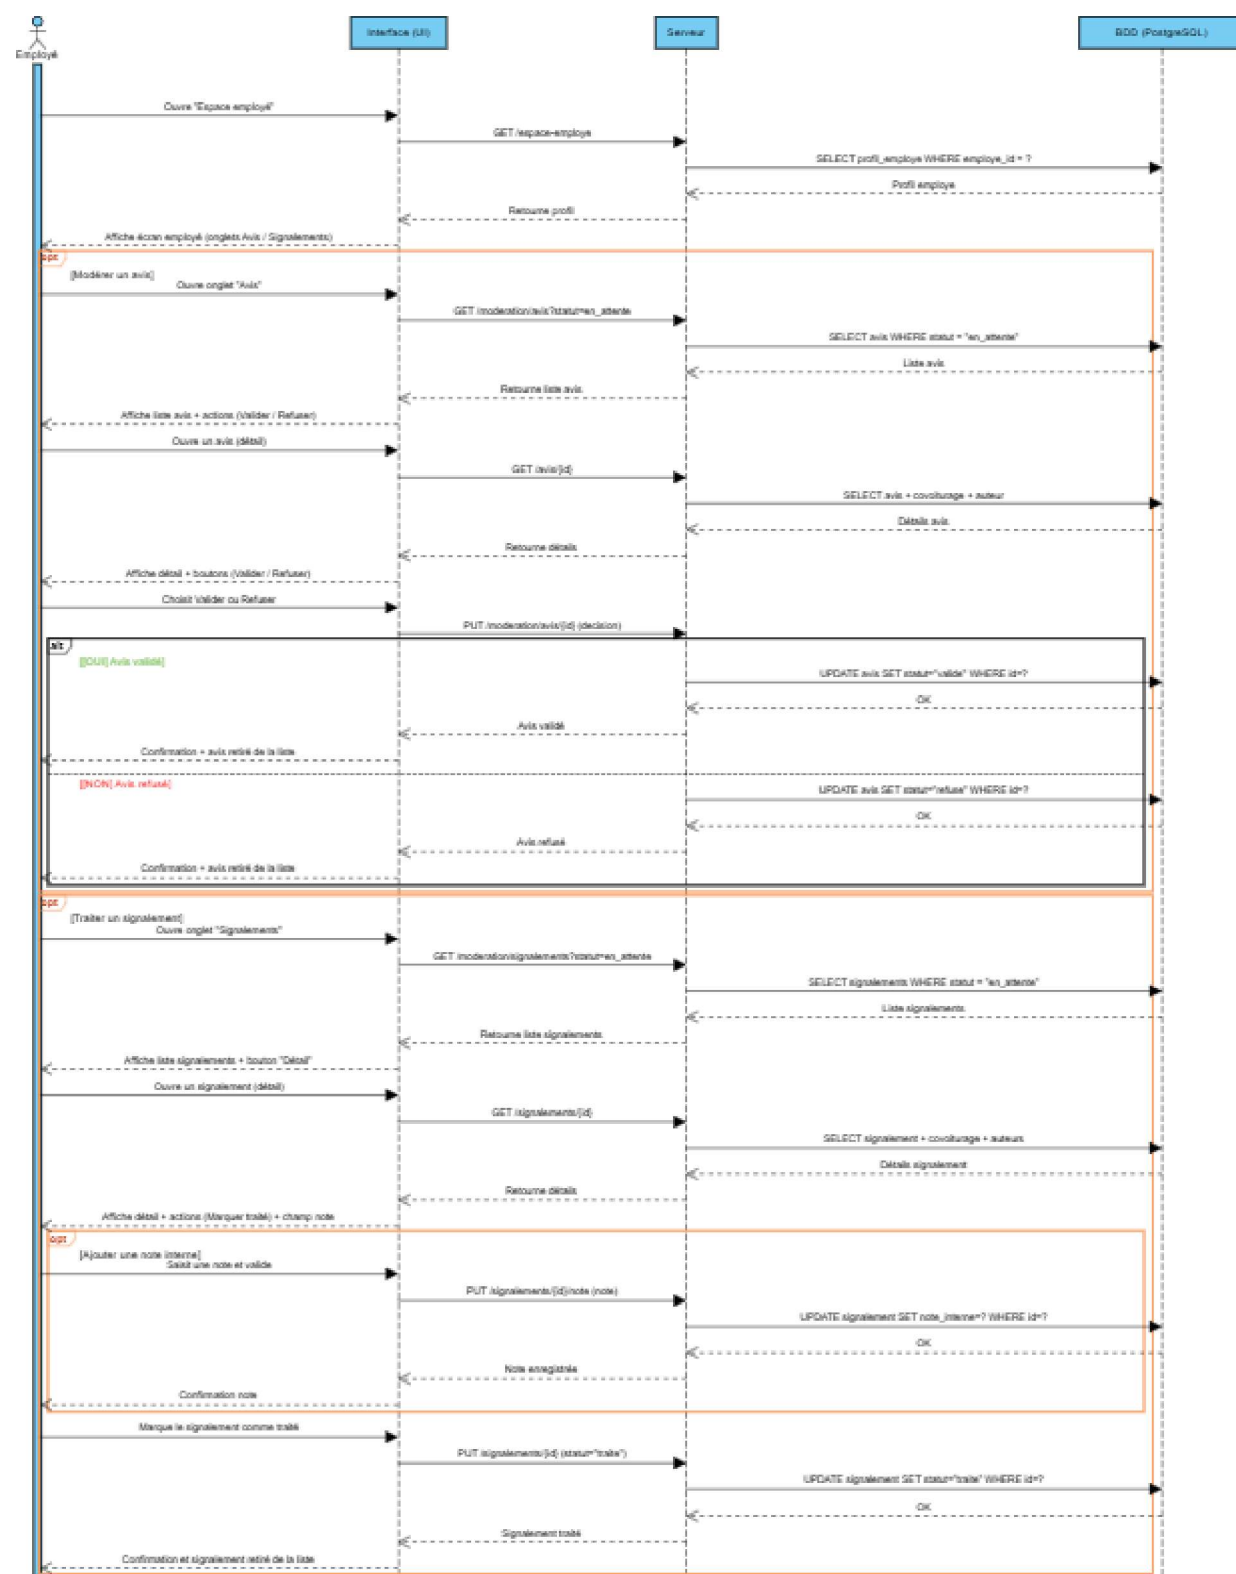 Employé
Interface (UI)
Serveur
BDD (PostgreSQL)
Ouvre "Espace employé"
GET /espace-employe
SELECT profil_employe WHERE employe_id = ?
Profil employe
Retourne profil
Affiche écran employé (onglets Avis / Signalements)
opt
[Modérer un avis]
Ouvre onglet "Avis"
GET /moderation/avis?statut=en_attente
SELECT avis WHERE statut = "en_attente"
Liste avis
Retourne liste avis
Affiche liste avis + actions (Valider / Refuser)
Ouvre un avis (détail)
GET /avis/{id}
SELECT avis + covoiturage + auteur
Détails avis
Retourne détails
Affiche détail + boutons (Valider / Refuser)
Choisit Valider ou Refuser
PUT /moderation/avis/{id} (decision)
alt
[[OUI] Avis validé]
UPDATE avis SET statut="valide" WHERE id=?
OK
Avis validé
Confirmation + avis retiré de la liste
[[NON] Avis refusé]
UPDATE avis SET statut="refuse" WHERE id=?
OK
Avis refusé
Confirmation + avis retiré de la liste
opt
[Traiter un signalement]
Ouvre onglet "Signalements"
GET /moderation/signalements?statut=en_attente
SELECT signalements WHERE statut = "en_attente"
Liste signalements
Retourne liste signalements
Affiche liste signalements + bouton "Détail"
Ouvre un signalement (détail)
GET /signalements/{id}
SELECT signalement + covoiturage + auteurs
Détails signalement
Retourne détails
Affiche détail + actions (Marquer traité) + champ note
opt
[Ajouter une note interne]
Saisit une note et valide
PUT /signalements/{id}/note (note)
UPDATE signalement SET note_interne=? WHERE id=?
OK
Note enregistrée
Confirmation note
Marque le signalement comme traité
PUT /signalements/{id} (statut="traite")
UPDATE signalement SET statut="traite" WHERE id=?
OK
Signalement traité
Confirmation et signalement retiré de la liste